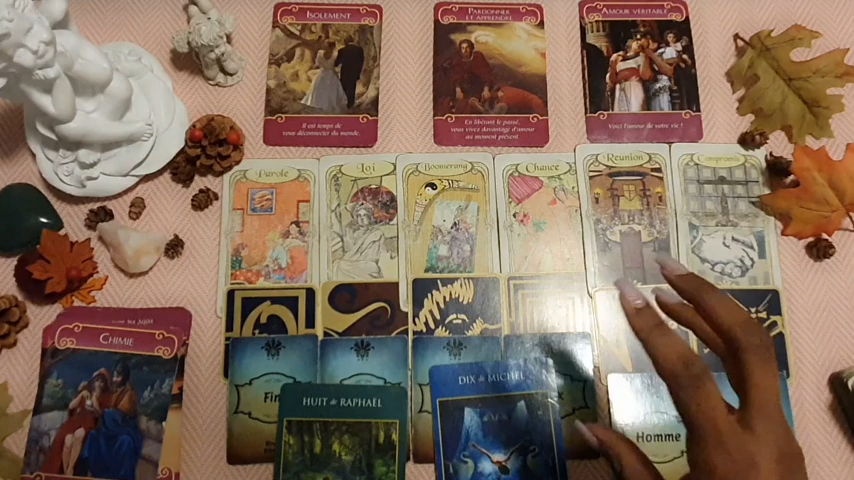 ISOLEMENT
Il est temps de
vous déconnecter du monde.
PARDONNER
ET APPRENDRE
En libérant le passé,
vous vivez davantage d'amour
au moment présent.
AMOUR VÉRITABLE
Voici l'amour de votre vie !
Parole
Loi
Boomerang
Chance
Réunion
Compromis
CHIMIE
Fin
HUIT de RAPHAËL
DIX de MICHEL
Homme